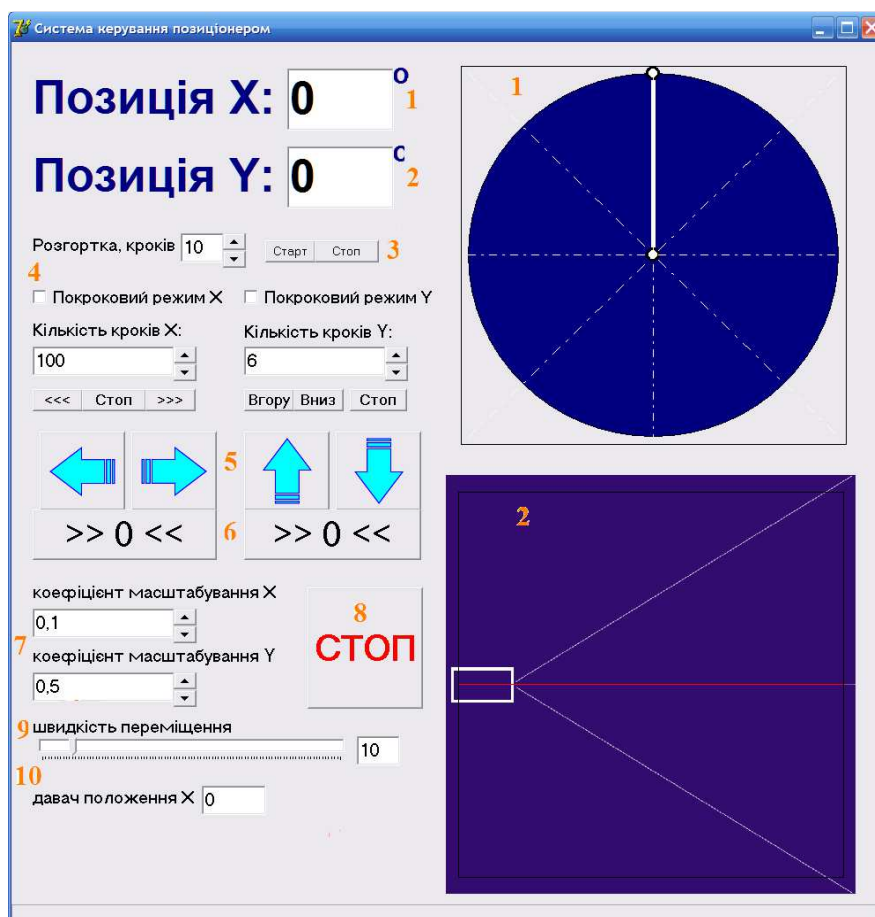 Система керування позиціонером
Позиція X: 0 o 1
Позиція Y: 0 c 2
Розгортка, кроків 10 Старт Стоп 3
4
Покроковий режим X Покроковий режим Y
Кількість кроків X: Кількість кроків Y:
100 6
<<< Стоп >>> Вгору Вниз Стоп
5
>> 0 << 6 >> 0 <<
коефіцієнт масштабування X
0,1
7
коефіцієнт масштабування Y
0,5
8
СТОП
9 швидкість переміщення
10
10
давач положення X 0
1
2